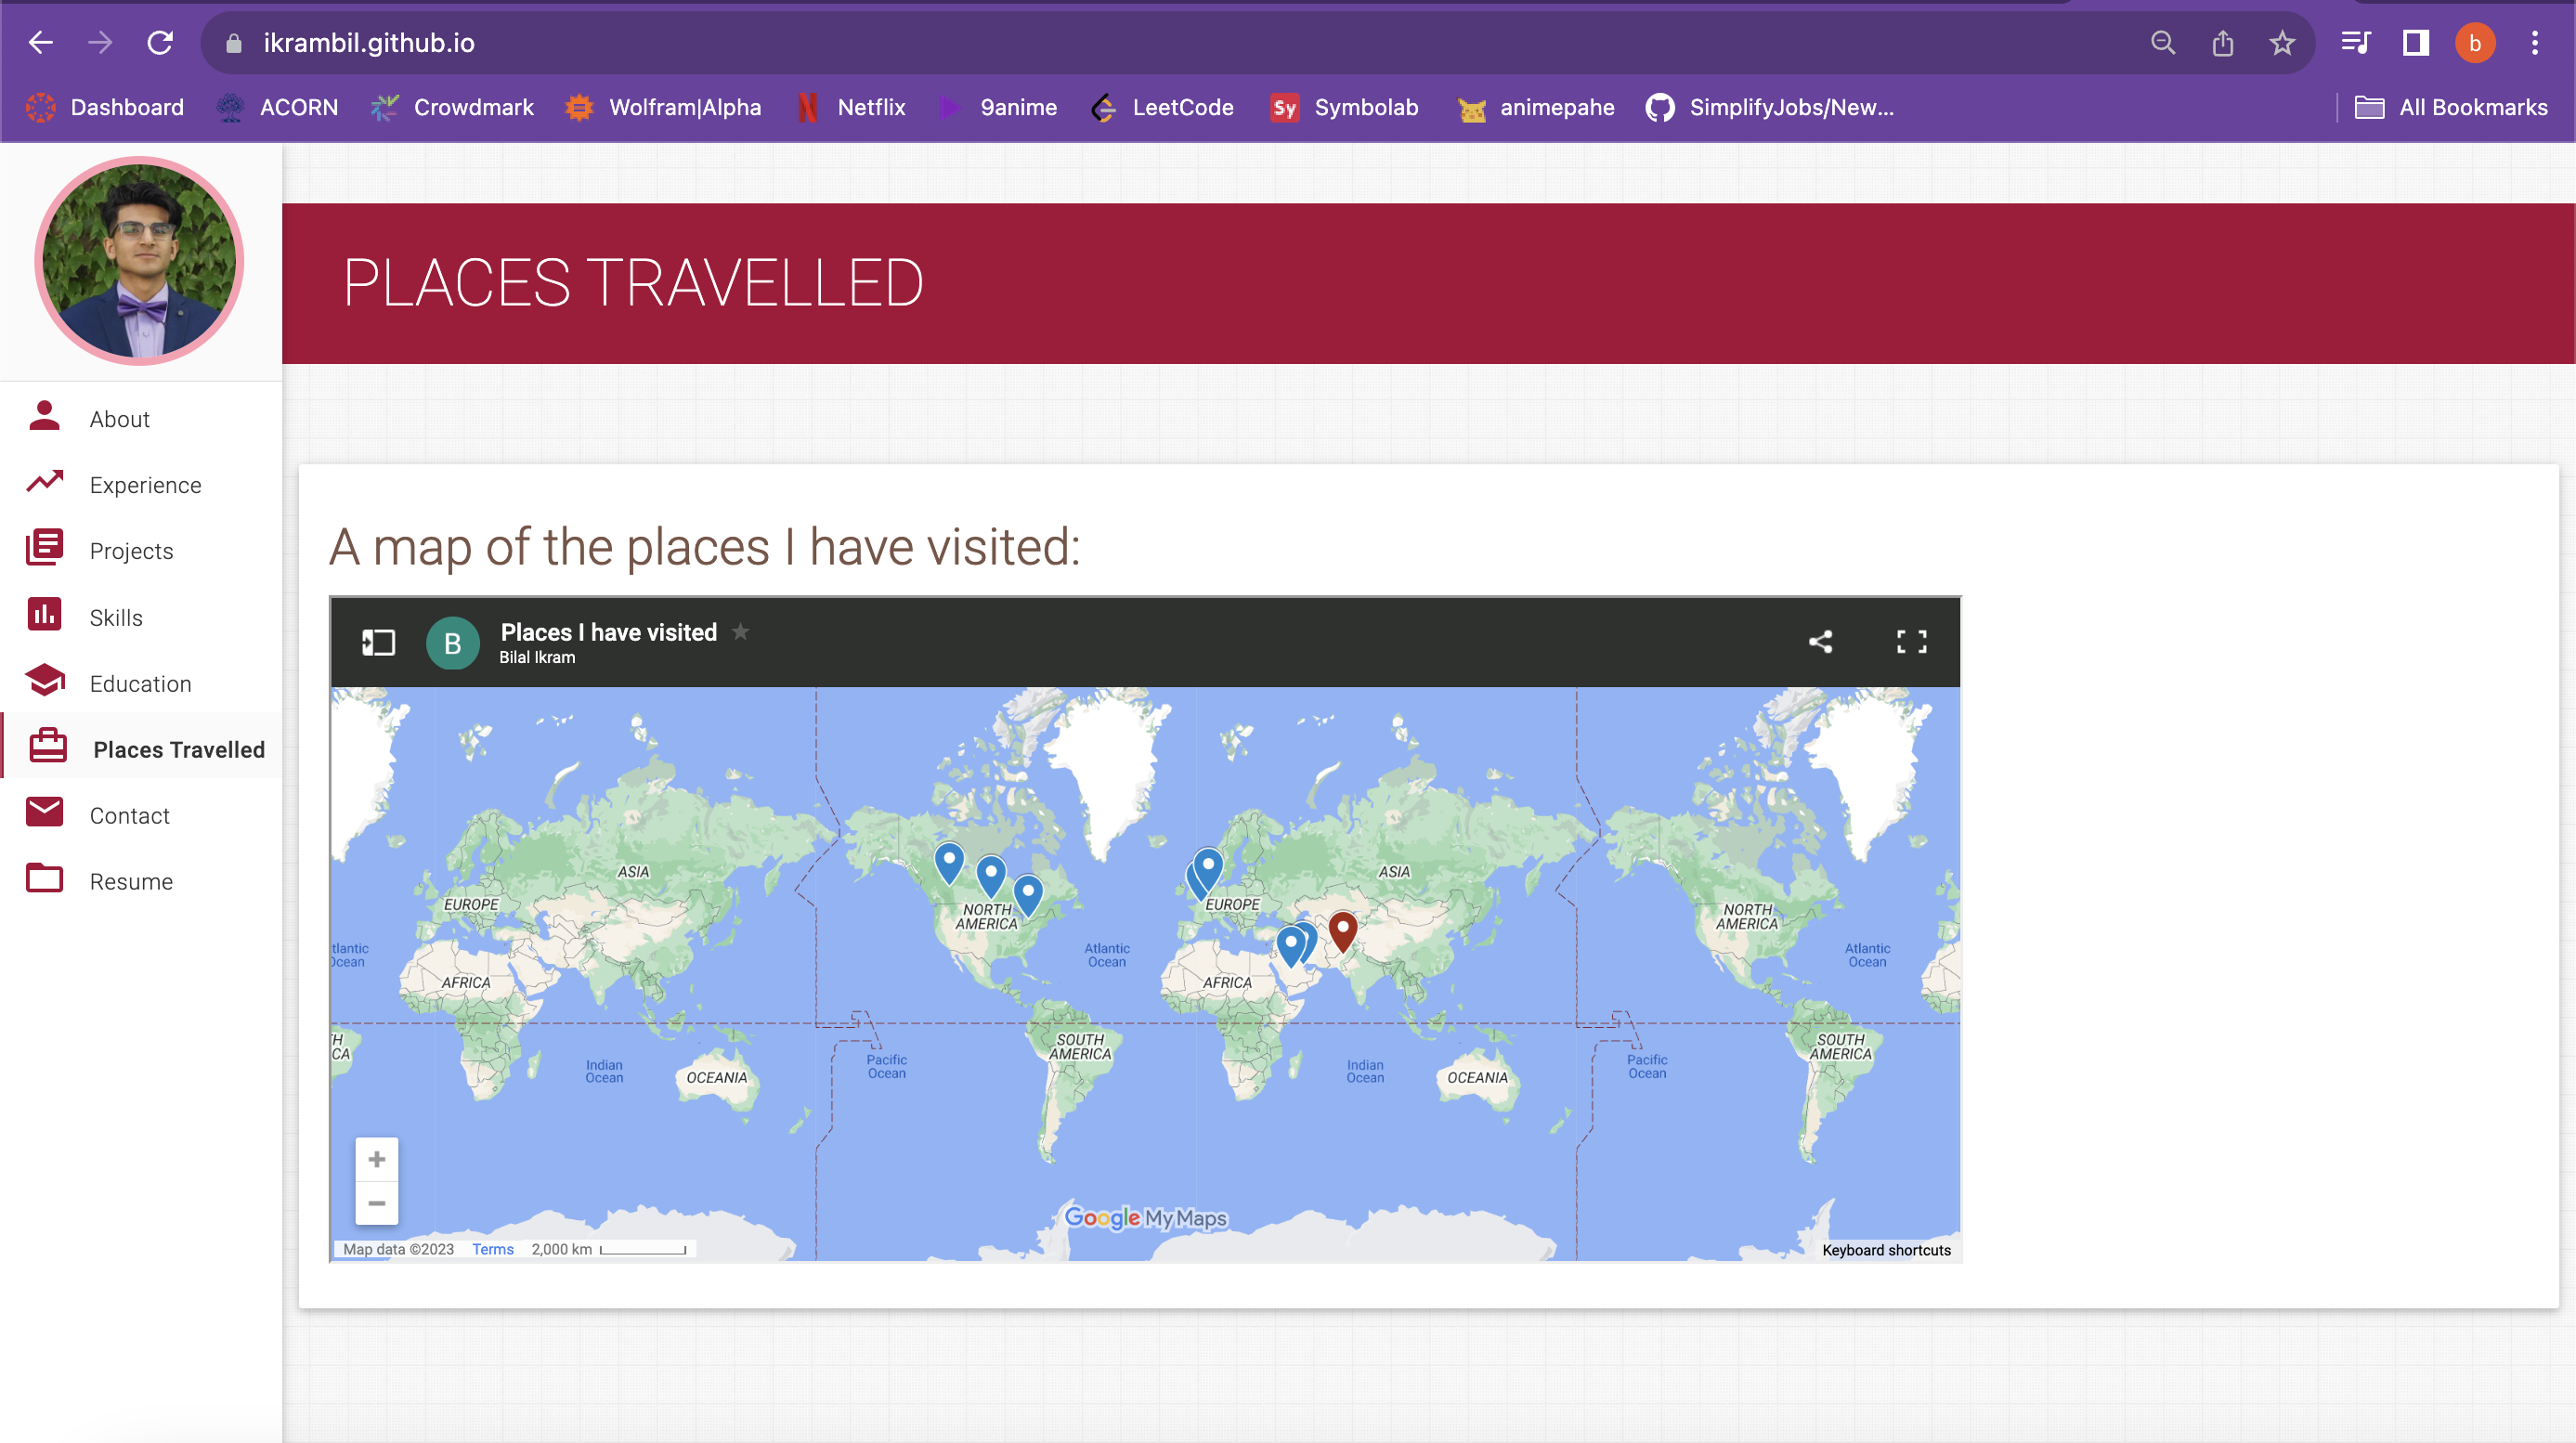 ikrambil.github.io
b
Dashboard
ACORN
Crowdmark
Wolfram|Alpha
Netflix
9anime
LeetCode
Sy
Symbolab
animepahe
SimplifyJobs/New...
All Bookmarks
PLACES TRAVELLED
About
Experience
Projects
Skills
Education
Places Travelled
Contact
Resume
A map of the places I have visited:
B
Places I have visited
Bilal Ikram
ASIA
EUROPE
AFRICA
tlantic
Ocean
Indian
Ocean
OCEANIA
H
CA
NORTH
AMERICA
Atlantic
Ocean
SOUTH
AMERICA
Pacific
Ocean
ASIA
EUROPE
AFRICA
Indian
Ocean
OCEANIA
NORTH
AMERICA
Atlantic
Ocean
SOUTH
AMERICA
Pacific
Ocean
+
−
Google My Maps
Map data ©2023
Terms
2,000 km
Keyboard shortcuts